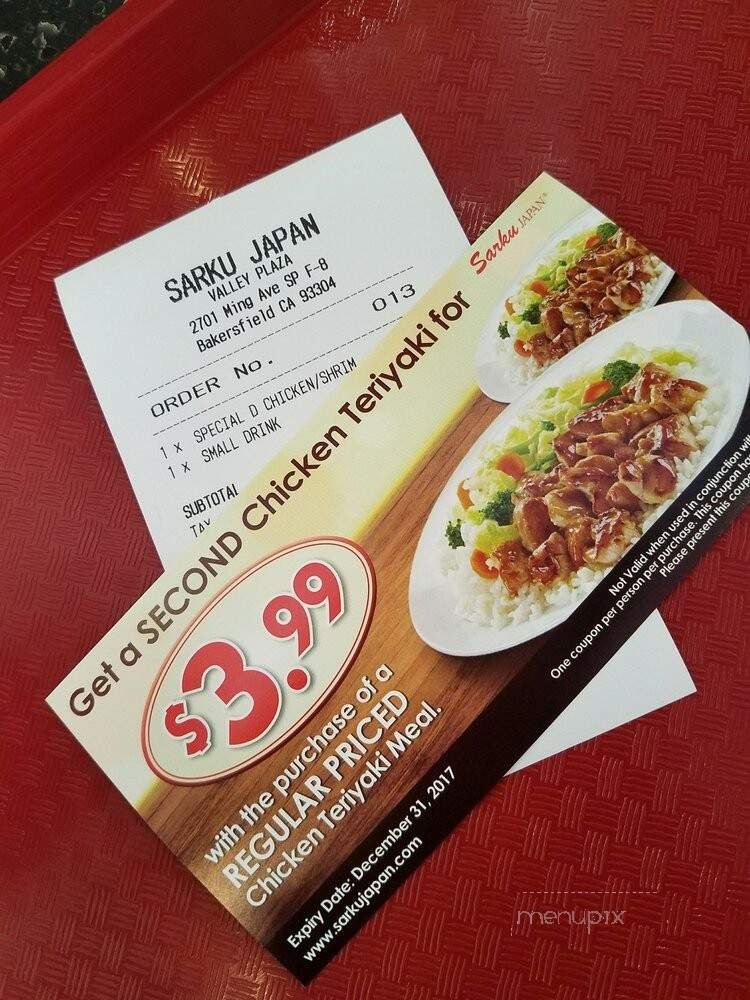 SARKU JAPAN
VALLEY PLAZA
2701 Ming Ave SP F-8
Bakersfield CA 93304
ORDER No. 013
1 x SPECIAL D CHICKEN/SHRIM
1 x SMALL DRINK
SUBTOTAL
TAX
Sarku JAPAN®
Get a SECOND Chicken Teriyaki for
$3.99
with the purchase of a
REGULAR PRICED
Chicken Teriyaki Meal.
Expiry Date: December 31, 2017
www.sarkujapan.com
Not Valid when used in conjunction wi
One coupon per person per purchase. This coupon has
Please present this coupo
menupix